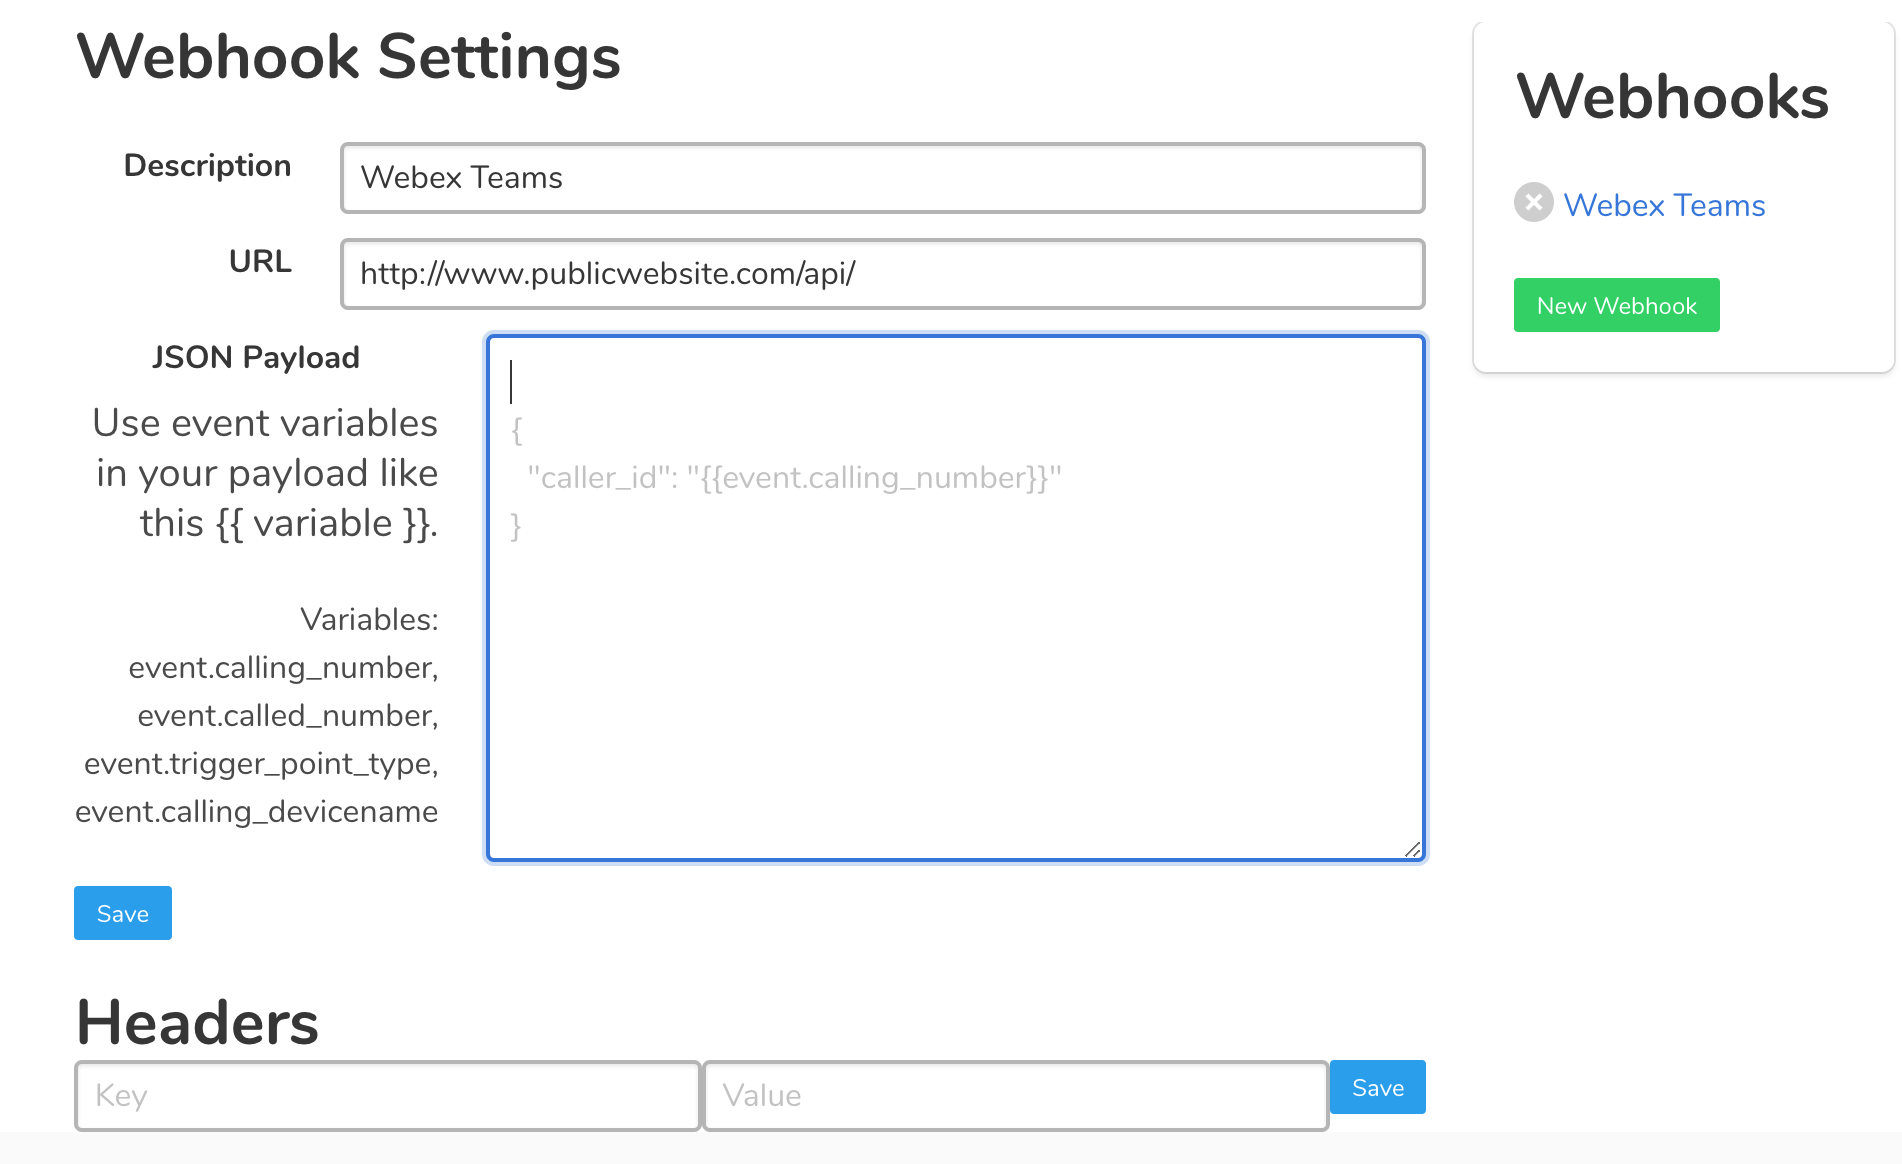 Webhook Settings
Description
Webex Teams
URL
http://www.publicwebsite.com/api/
JSON Payload
Use event variables
in your payload like
this {{ variable }}.
Variables:
event.calling_number,
event.called_number,
event.trigger_point_type,
event.calling_devicename
{
"caller_id": "{{event.calling_number}}"
}
Save
Headers
Key
Value
Save
Webhooks
Webex Teams
New Webhook